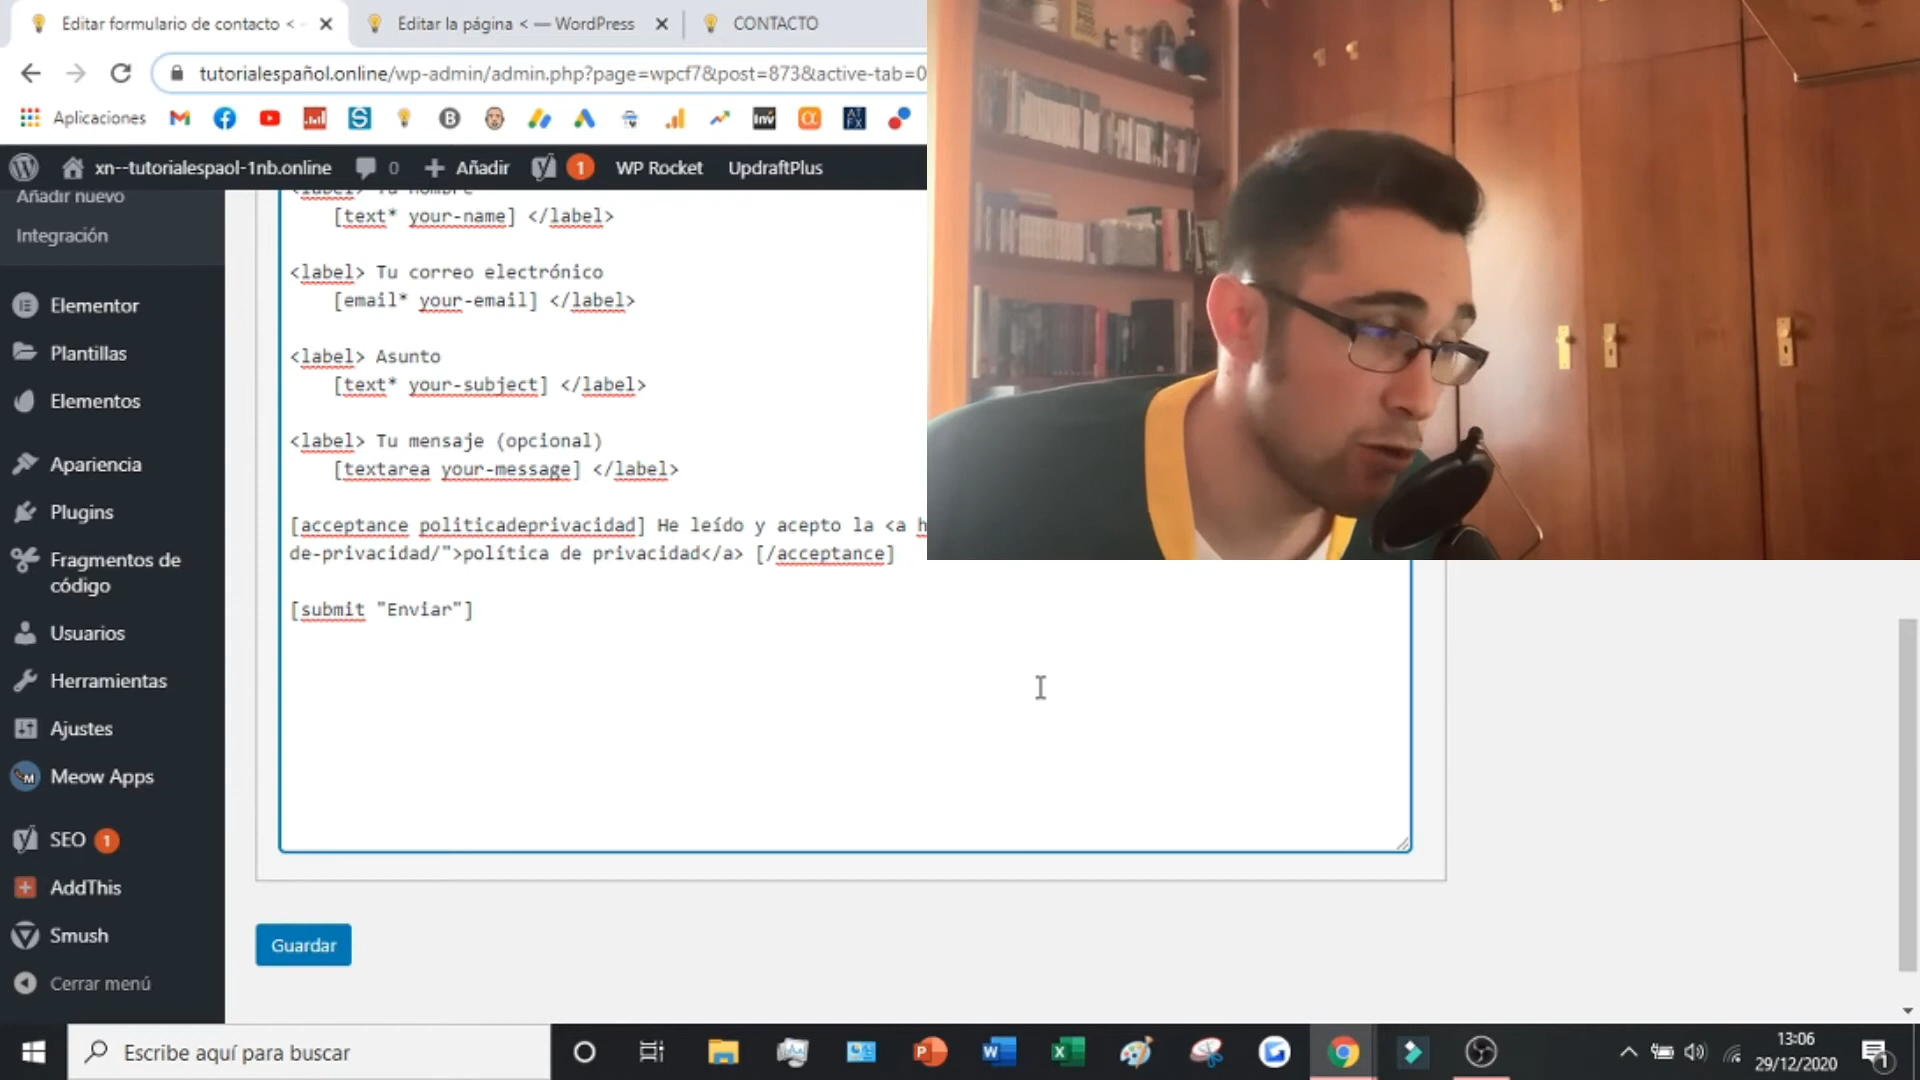 Editar formulario de contacto <
Editar la página < — WordPress
CONTACTO
tutorialespañol.online/wp-admin/admin.php?page=wpcf7&post=873&active-tab=0
Aplicaciones
xn--tutorialespaol-1nb.online
0
Añadir
1
WP Rocket
UpdraftPlus
Añadir nuevo
Integración
Elementor
Plantillas
Elementos
Apariencia
Plugins
Fragmentos de
código
Usuarios
Herramientas
Ajustes
Meow Apps
SEO 1
AddThis
Smush
Cerrar menú
<label> Tu nombre
[text* your-name] </label>
<label> Tu correo electrónico
[email* your-email] </label>
<label> Asunto
[text* your-subject] </label>
<label> Tu mensaje (opcional)
[textarea your-message] </label>
[acceptance politicadeprivacidad] He leído y acepto la <a h
de-privacidad/">política de privacidad</a> [/acceptance]
[submit "Enviar"]
Guardar
Escribe aquí para buscar
13:06
29/12/2020
1